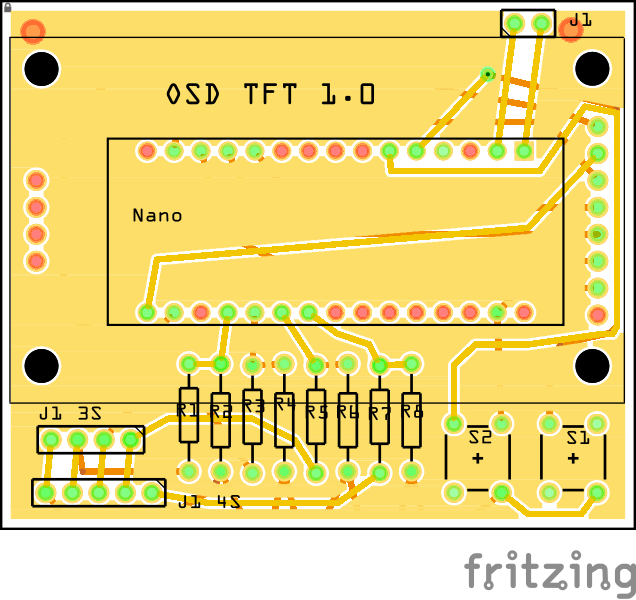 J1
OSD TFT 1.0
Nano
J1 3S
R1 R2 R3 R4 R5 R6 R7 R8
S2 S1
+ +
J1 4S
fritzing